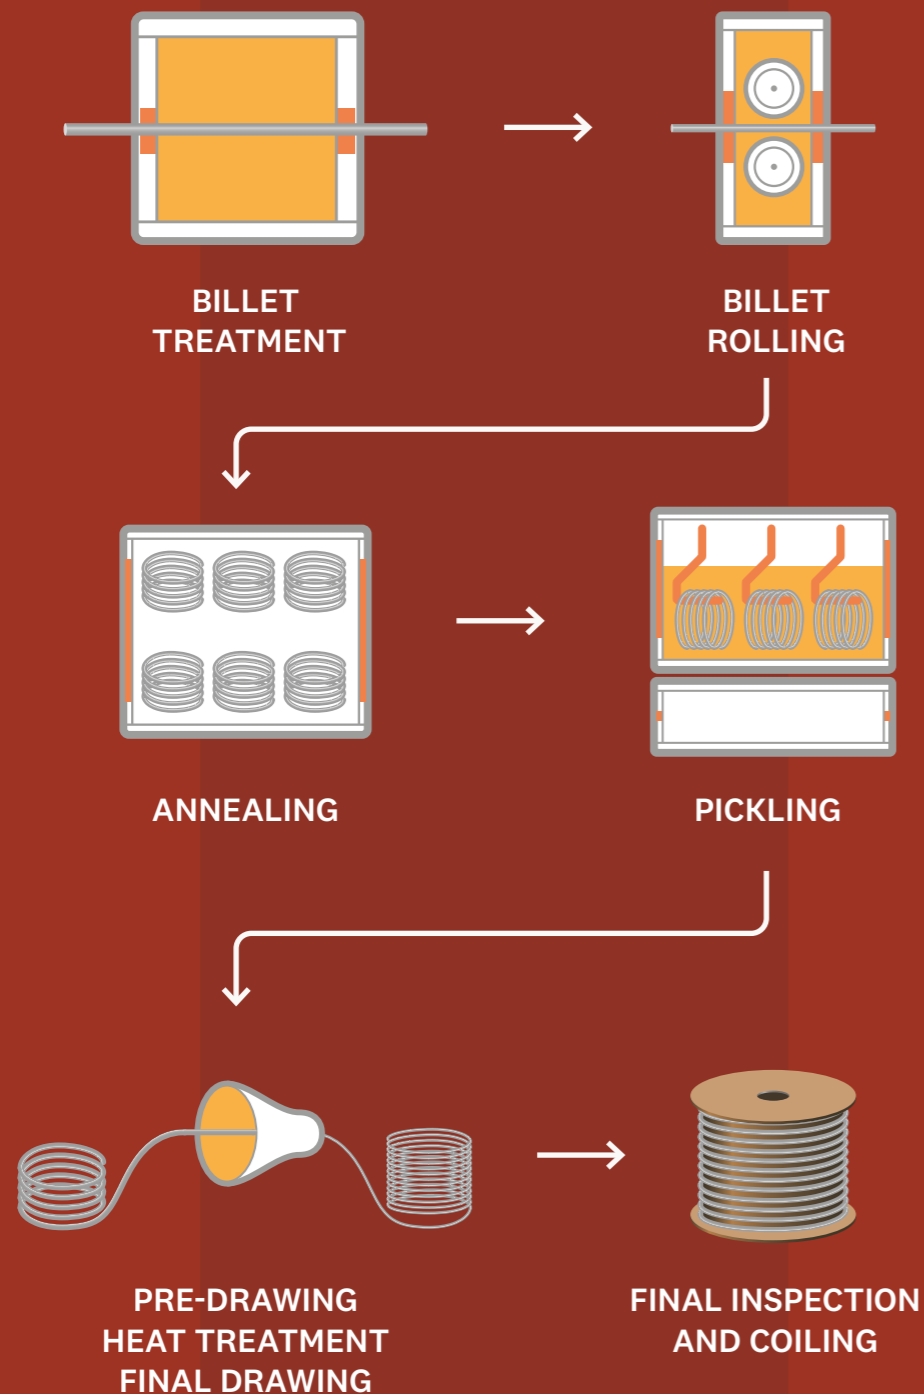 BILLET
TREATMENT
BILLET
ROLLING
ANNEALING
PICKLING
PRE-DRAWING
HEAT TREATMENT
FINAL DRAWING
FINAL INSPECTION
AND COILING